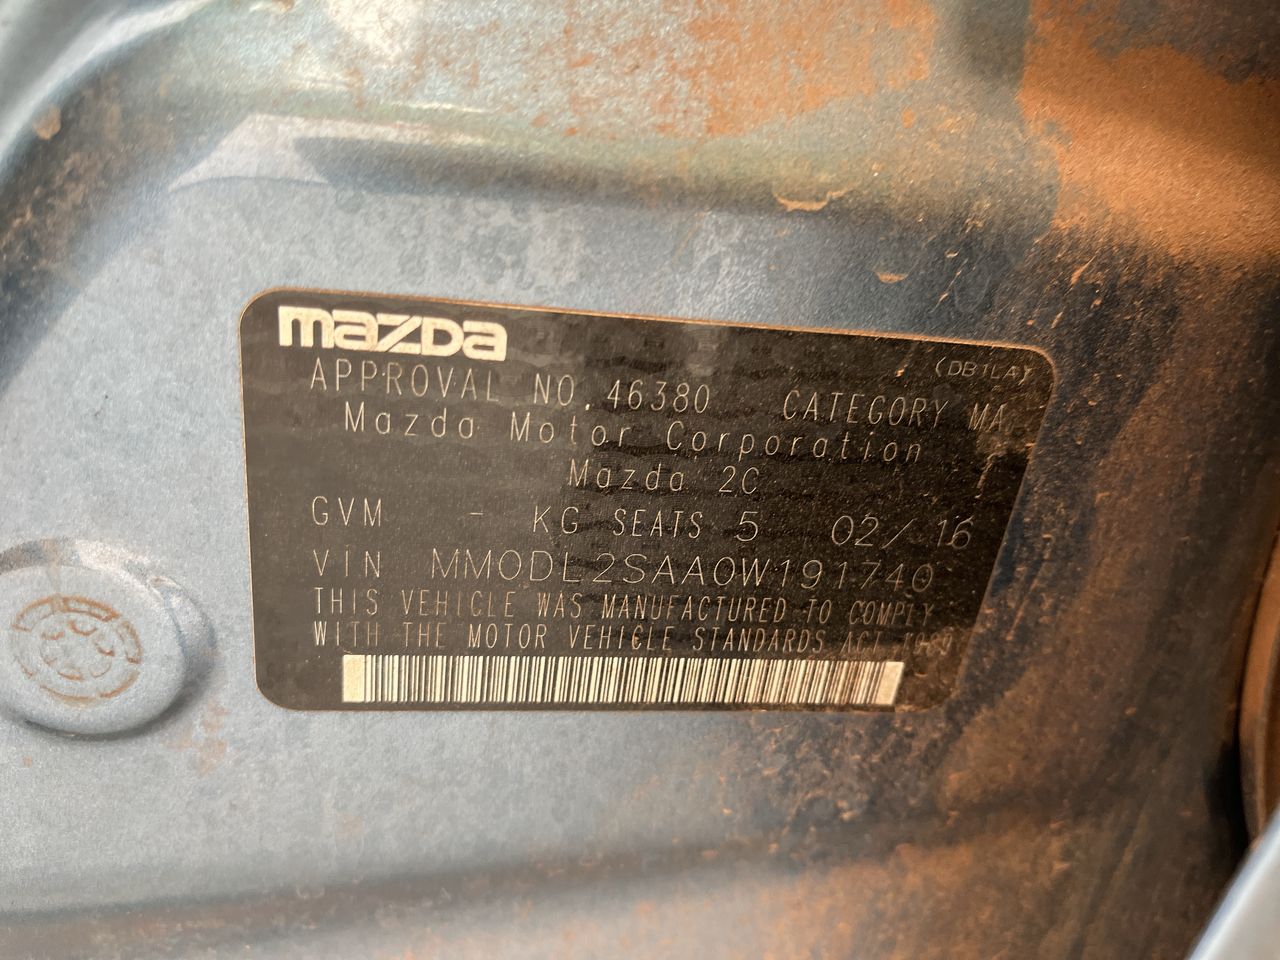 mazda
(DB1LA)
APPROVAL NO. 46380 CATEGORY MA
Mazda Motor Corporation
Mazda 2C
GVM - KG SEATS 5 02/16
VIN MM0DL2SAA0W191740
THIS VEHICLE WAS MANUFACTURED TO COMPLY
WITH THE MOTOR VEHICLE STANDARDS ACT 1989